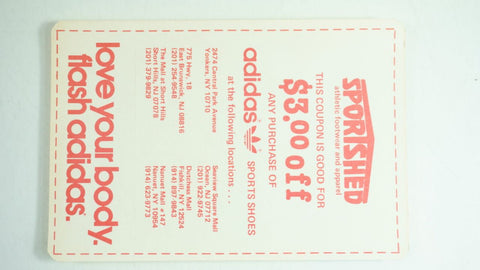 SPORTSHED
athletic footwear and apparel
THIS COUPON IS GOOD FOR
$3.00 off
ANY PURCHASE OF
adidas SPORTS SHOES
at the following locations . . .
2474 Central Park Avenue
Yonkers, NY 10710
775 Hwy. 18
East Brunswick, NJ 08816
(201) 254-9548
The Mall at Short Hills
Short Hills, NJ 07078
(201) 379-9829
Seaview Square Mall
Ocean, NJ 07712
(201) 922-9745
Dutchess Mall
Fishkill, NY 12524
(914) 897-9843
Nanuet Mall #147
Nanuet, NY 10954
(914) 623-9773
love your body.
flash adidas.